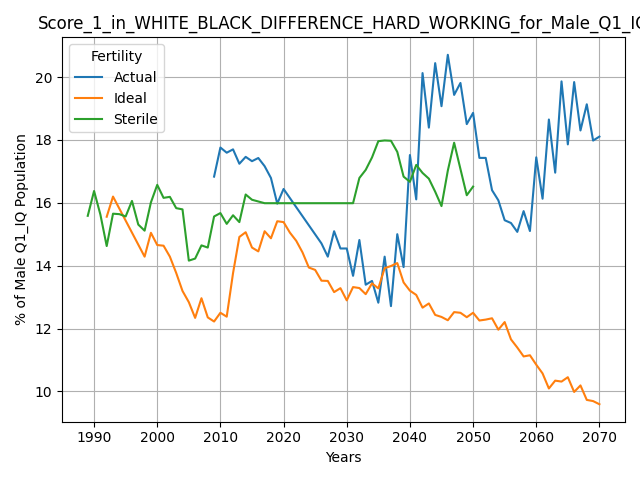 Score_1_in_WHITE_BLACK_DIFFERENCE_HARD_WORKING_for_Male_Q1_IQ
Fertility
Actual
Ideal
Sterile
% of Male Q1_IQ Population
20
18
16
14
12
10
1990 2000 2010 2020 2030 2040 2050 2060 2070
Years